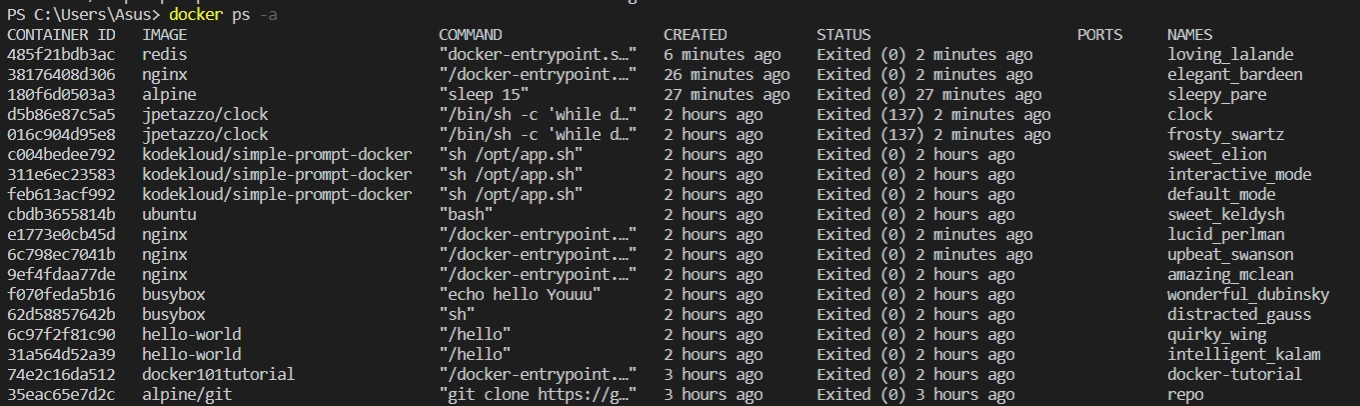 PS C:\Users\Asus> docker ps -a
CONTAINER ID   IMAGE                             COMMAND                  CREATED          STATUS                       PORTS     NAMES
485f21bdb3ac   redis                             "docker-entrypoint.s…"   6 minutes ago    Exited (0) 2 minutes ago               loving_lalande
38176408d306   nginx                             "/docker-entrypoint.…"   26 minutes ago   Exited (0) 2 minutes ago               elegant_bardeen
180f6d0503a3   alpine                            "sleep 15"               27 minutes ago   Exited (0) 27 minutes ago              sleepy_pare
d5b86e87c5a5   jpetazzo/clock                    "/bin/sh -c 'while d…"   2 hours ago      Exited (137) 2 minutes ago             clock
016c904d95e8   jpetazzo/clock                    "/bin/sh -c 'while d…"   2 hours ago      Exited (137) 2 minutes ago             frosty_swartz
c004bedee792   kodekloud/simple-prompt-docker   "sh /opt/app.sh"         2 hours ago      Exited (0) 2 hours ago                 sweet_elion
311e6ec23583   kodekloud/simple-prompt-docker   "sh /opt/app.sh"         2 hours ago      Exited (0) 2 hours ago                 interactive_mode
feb613acf992   kodekloud/simple-prompt-docker   "sh /opt/app.sh"         2 hours ago      Exited (0) 2 hours ago                 default_mode
cbdb3655814b   ubuntu                            "bash"                   2 hours ago      Exited (0) 2 hours ago                 sweet_keldysh
e1773e0cb45d   nginx                             "/docker-entrypoint.…"   2 hours ago      Exited (0) 2 minutes ago               lucid_perlman
6c798ec7041b   nginx                             "/docker-entrypoint.…"   2 hours ago      Exited (0) 2 minutes ago               upbeat_swanson
9ef4fdaa77de   nginx                             "/docker-entrypoint.…"   2 hours ago      Exited (0) 2 hours ago                 amazing_mclean
f070feda5b16   busybox                           "echo hello Youuu"       2 hours ago      Exited (0) 2 hours ago                 wonderful_dubinsky
62d58857642b   busybox                           "sh"                     2 hours ago      Exited (0) 2 hours ago                 distracted_gauss
6c97f2f81c90   hello-world                       "/hello"                 2 hours ago      Exited (0) 2 hours ago                 quirky_wing
31a564d52a39   hello-world                       "/hello"                 2 hours ago      Exited (0) 2 hours ago                 intelligent_kalam
74e2c16da512   docker101tutorial                 "/docker-entrypoint.…"   3 hours ago      Exited (0) 2 hours ago                 docker-tutorial
35eac65e7d2c   alpine/git                        "git clone https://g…"   3 hours ago      Exited (0) 3 hours ago                 repo